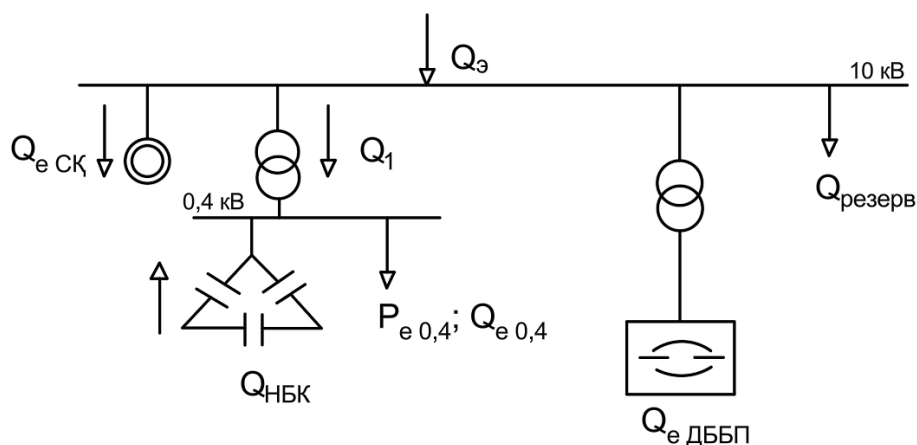 Qэ
10 кВ
Qе СҚ
Q1
Qрезерв
0,4 кВ
Pе 0,4; Qе 0,4
QНБК
Qе ДББП